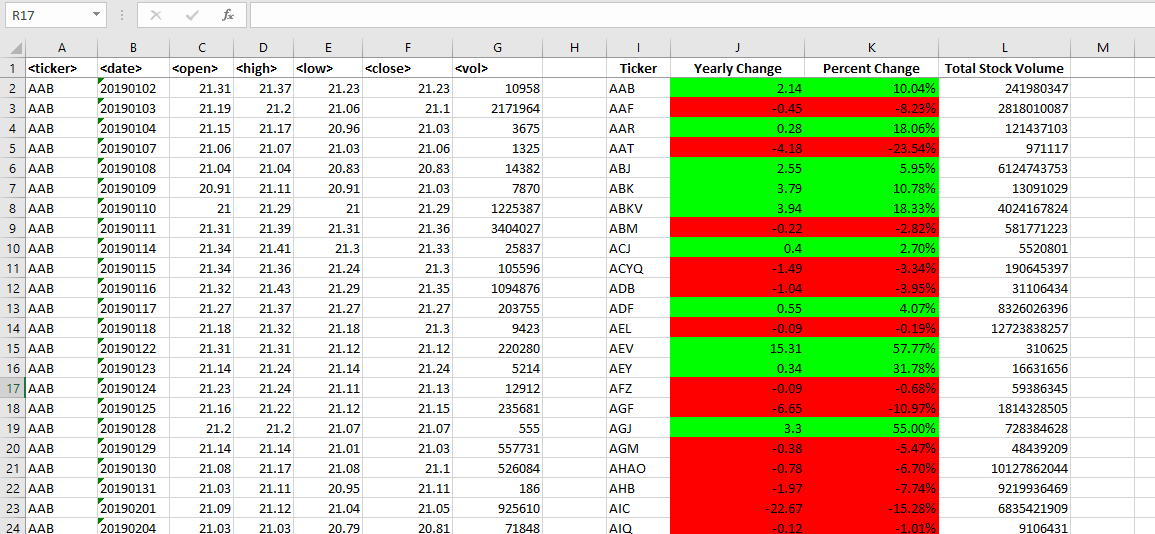 R17 fx
A B C D E F G H I J K L M
1 <ticker> <date> <open> <high> <low> <close> <vol> Ticker Yearly Change Percent Change Total Stock Volume
2 AAB 20190102 21.31 21.37 21.23 21.23 10958 AAB 2.14 10.04% 241980347
3 AAB 20190103 21.19 21.2 21.06 21.1 2171964 AAF -0.45 -8.23% 2818010087
4 AAB 20190104 21.15 21.17 20.96 21.03 3675 AAR 0.28 18.06% 121437103
5 AAB 20190107 21.06 21.07 21.03 21.06 1325 AAT -4.18 -23.54% 971117
6 AAB 20190108 21.04 21.04 20.83 20.83 14382 ABJ 2.55 5.95% 6124743753
7 AAB 20190109 20.91 21.11 20.91 21.03 7870 ABK 3.79 10.78% 13091029
8 AAB 20190110 21 21.29 21 21.29 1225387 ABKV 3.94 18.33% 4024167824
9 AAB 20190111 21.31 21.39 21.31 21.36 3404027 ABM -0.22 -2.82% 581771223
10 AAB 20190114 21.34 21.41 21.3 21.33 25837 ACJ 0.4 2.70% 5520801
11 AAB 20190115 21.34 21.36 21.24 21.3 105596 ACYQ -1.49 -3.34% 190645397
12 AAB 20190116 21.32 21.43 21.29 21.35 1094876 ADB -1.04 -3.95% 31106434
13 AAB 20190117 21.27 21.37 21.27 21.27 203755 ADF 0.55 4.07% 8326026396
14 AAB 20190118 21.18 21.32 21.18 21.3 9423 AEL -0.09 -0.19% 12723838257
15 AAB 20190122 21.31 21.31 21.12 21.12 220280 AEV 15.31 57.77% 310625
16 AAB 20190123 21.14 21.24 21.14 21.24 5214 AEY 0.34 31.78% 16631656
17 AAB 20190124 21.23 21.24 21.11 21.13 12912 AFZ -0.09 -0.68% 59386345
18 AAB 20190125 21.16 21.22 21.12 21.15 235681 AGF -6.65 -10.97% 1814328505
19 AAB 20190128 21.2 21.2 21.07 21.07 555 AGJ 3.3 55.00% 728384628
20 AAB 20190129 21.14 21.14 21.01 21.03 557731 AGM -0.38 -5.47% 48439209
21 AAB 20190130 21.08 21.17 21.08 21.1 526084 AHAO -0.78 -6.70% 10127862044
22 AAB 20190131 21.03 21.11 20.95 21.11 186 AHB -1.97 -7.74% 9219936469
23 AAB 20190201 21.09 21.12 21.04 21.05 925610 AIC -22.67 -15.28% 6835421909
24 AAB 20190204 21.03 21.03 20.79 20.81 71848 AIQ -0.12 -1.01% 9106431